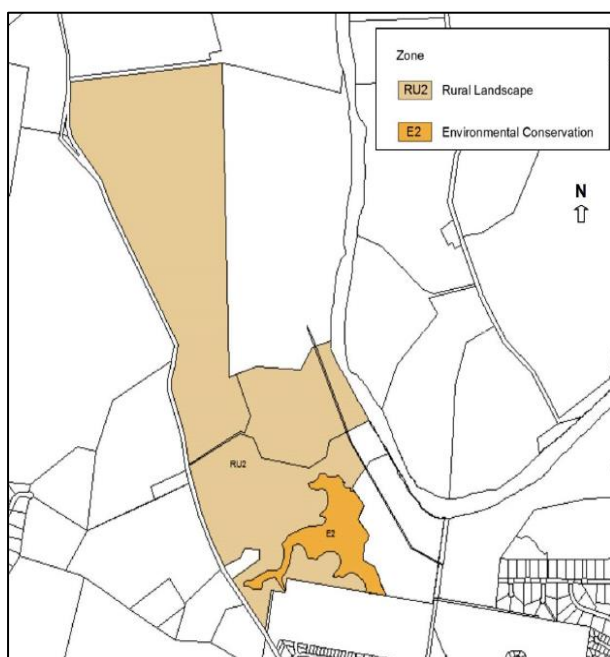 Zone
RU2 Rural Landscape
E2 Environmental Conservation
N
RU2
E2